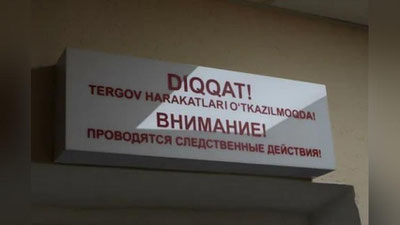 DIQQAT!
TERGOV HARAKATLARI O'TKAZILMOQDA!
ВНИМАНИЕ!
ПРОВОДЯТСЯ СЛЕДСТВЕННЫЕ ДЕЙСТВИЯ!